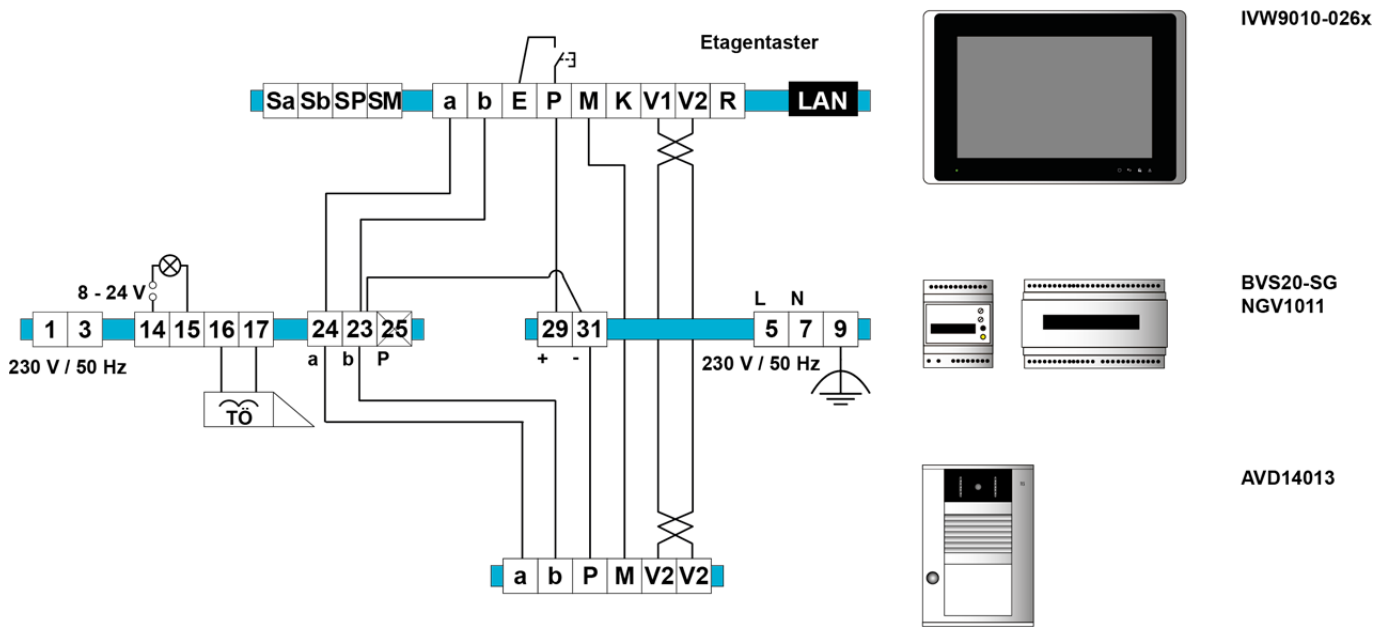 IVW9010-026x
Etagentaster
Sa Sb SP SM a b E P M K V1 V2 R LAN
BVS20-SG
NGV1011
8 - 24 V
L N
1 3 14 15 16 17 24 23 25 29 31 5 7 9
a b P + -
230 V / 50 Hz 230 V / 50 Hz
TÖ
AVD14013
a b P M V2 V2